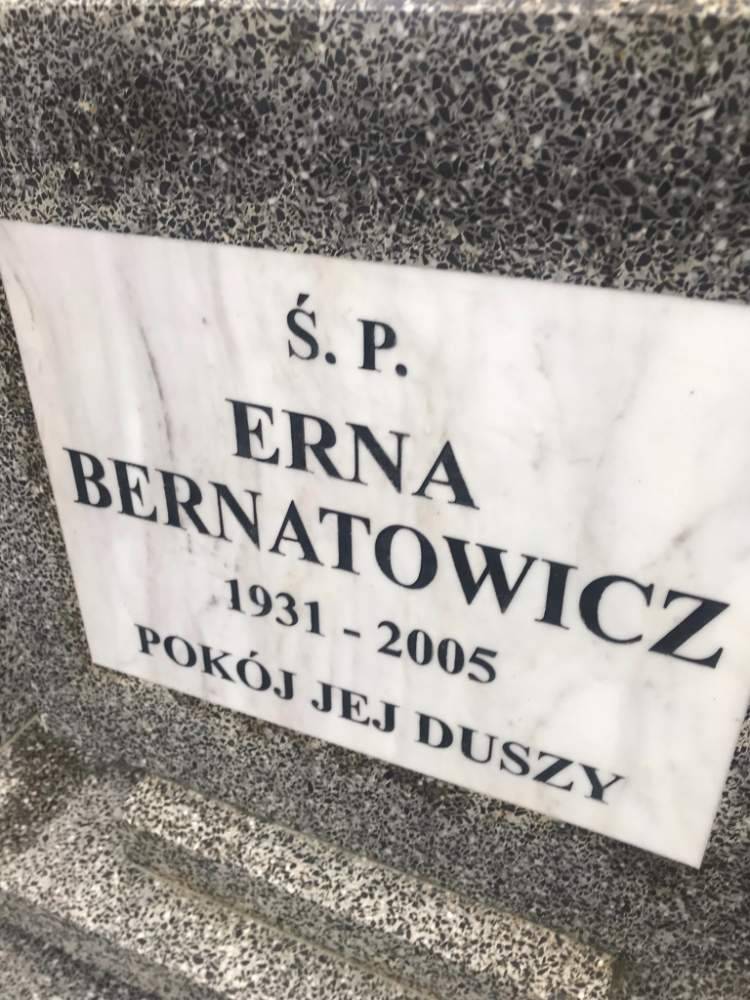 Ś. P.
ERNA
BERNATOWICZ
1931 - 2005
POKÓJ JEJ DUSZY